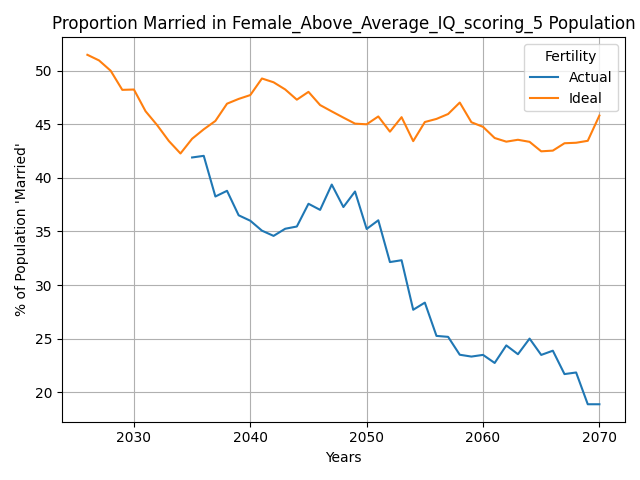 Proportion Married in Female_Above_Average_IQ_scoring_5 Population
Fertility
Actual
Ideal
% of Population 'Married'
50
45
40
35
30
25
20
2030 2040 2050 2060 2070
Years